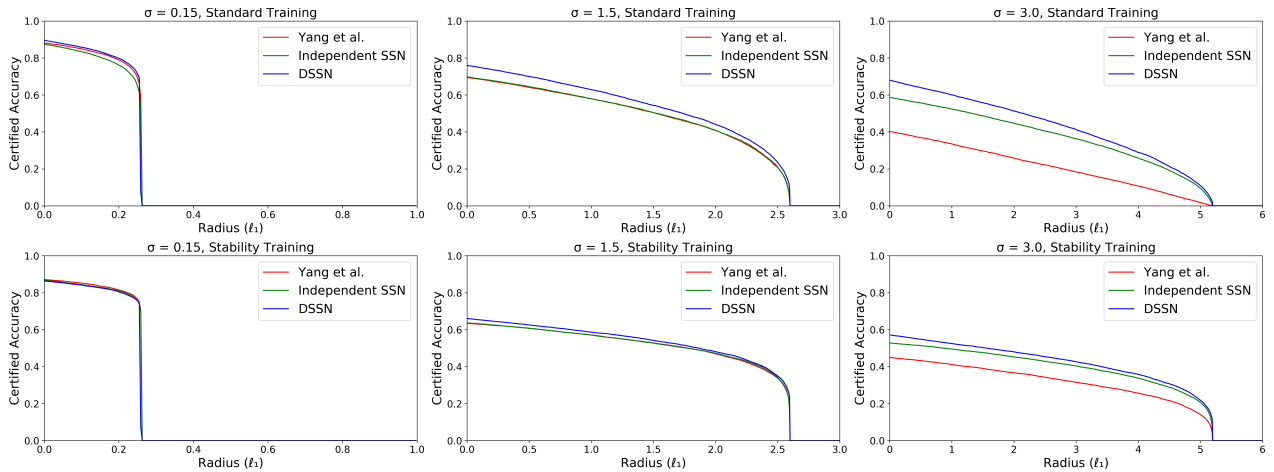 σ = 0.15, Standard Training
Certified Accuracy
1.0
0.8
0.6
0.4
0.2
0.0
Yang et al.
Independent SSN
DSSN
0.0 0.2 0.4 0.6 0.8 1.0
Radius (ℓ₁)
σ = 1.5, Standard Training
Certified Accuracy
1.0
0.8
0.6
0.4
0.2
0.0
Yang et al.
Independent SSN
DSSN
0.0 0.5 1.0 1.5 2.0 2.5 3.0
Radius (ℓ₁)
σ = 3.0, Standard Training
Certified Accuracy
1.0
0.8
0.6
0.4
0.2
0.0
Yang et al.
Independent SSN
DSSN
0 1 2 3 4 5 6
Radius (ℓ₁)
σ = 0.15, Stability Training
Certified Accuracy
1.0
0.8
0.6
0.4
0.2
0.0
Yang et al.
Independent SSN
DSSN
0.0 0.2 0.4 0.6 0.8 1.0
Radius (ℓ₁)
σ = 1.5, Stability Training
Certified Accuracy
1.0
0.8
0.6
0.4
0.2
0.0
Yang et al.
Independent SSN
DSSN
0.0 0.5 1.0 1.5 2.0 2.5 3.0
Radius (ℓ₁)
σ = 3.0, Stability Training
Certified Accuracy
1.0
0.8
0.6
0.4
0.2
0.0
Yang et al.
Independent SSN
DSSN
0 1 2 3 4 5 6
Radius (ℓ₁)